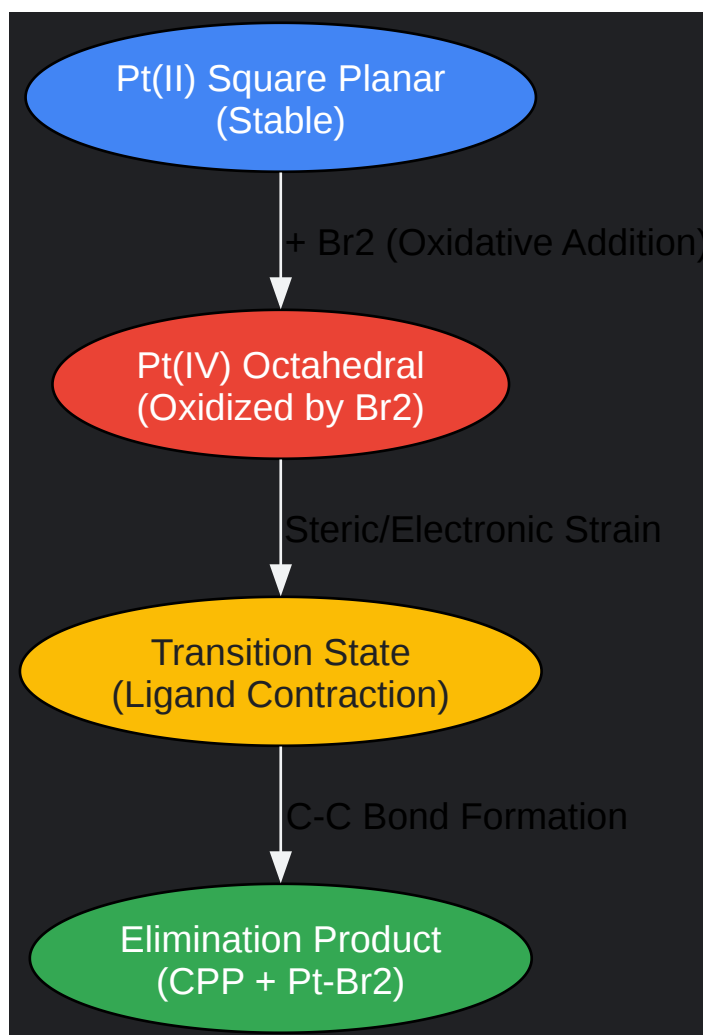 Pt(II) Square Planar
(Stable)
+ Br2 (Oxidative Addition)
Pt(IV) Octahedral
(Oxidized by Br2)
Steric/Electronic Strain
Transition State
(Ligand Contraction)
C-C Bond Formation
Elimination Product
(CPP + Pt-Br2)